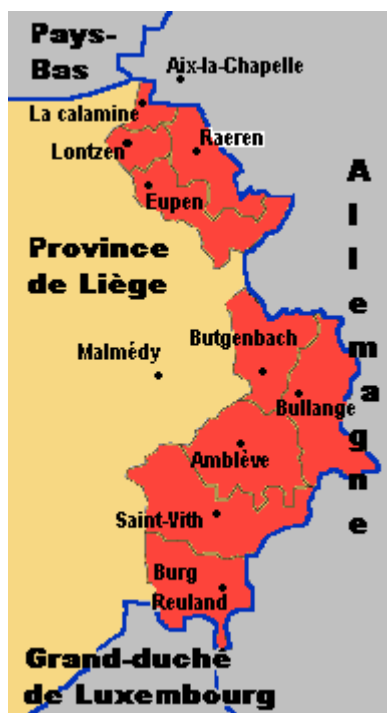 Pays-
Bas
Aix-la-Chapelle
La calamine
Raeren
Lontzen
Eupen
Allemagne
Province
de Liège
Butgenbach
Malmédy
Bullange
Amblève
Saint-Vith
Burg
Reuland
Grand-duché
de Luxembourg